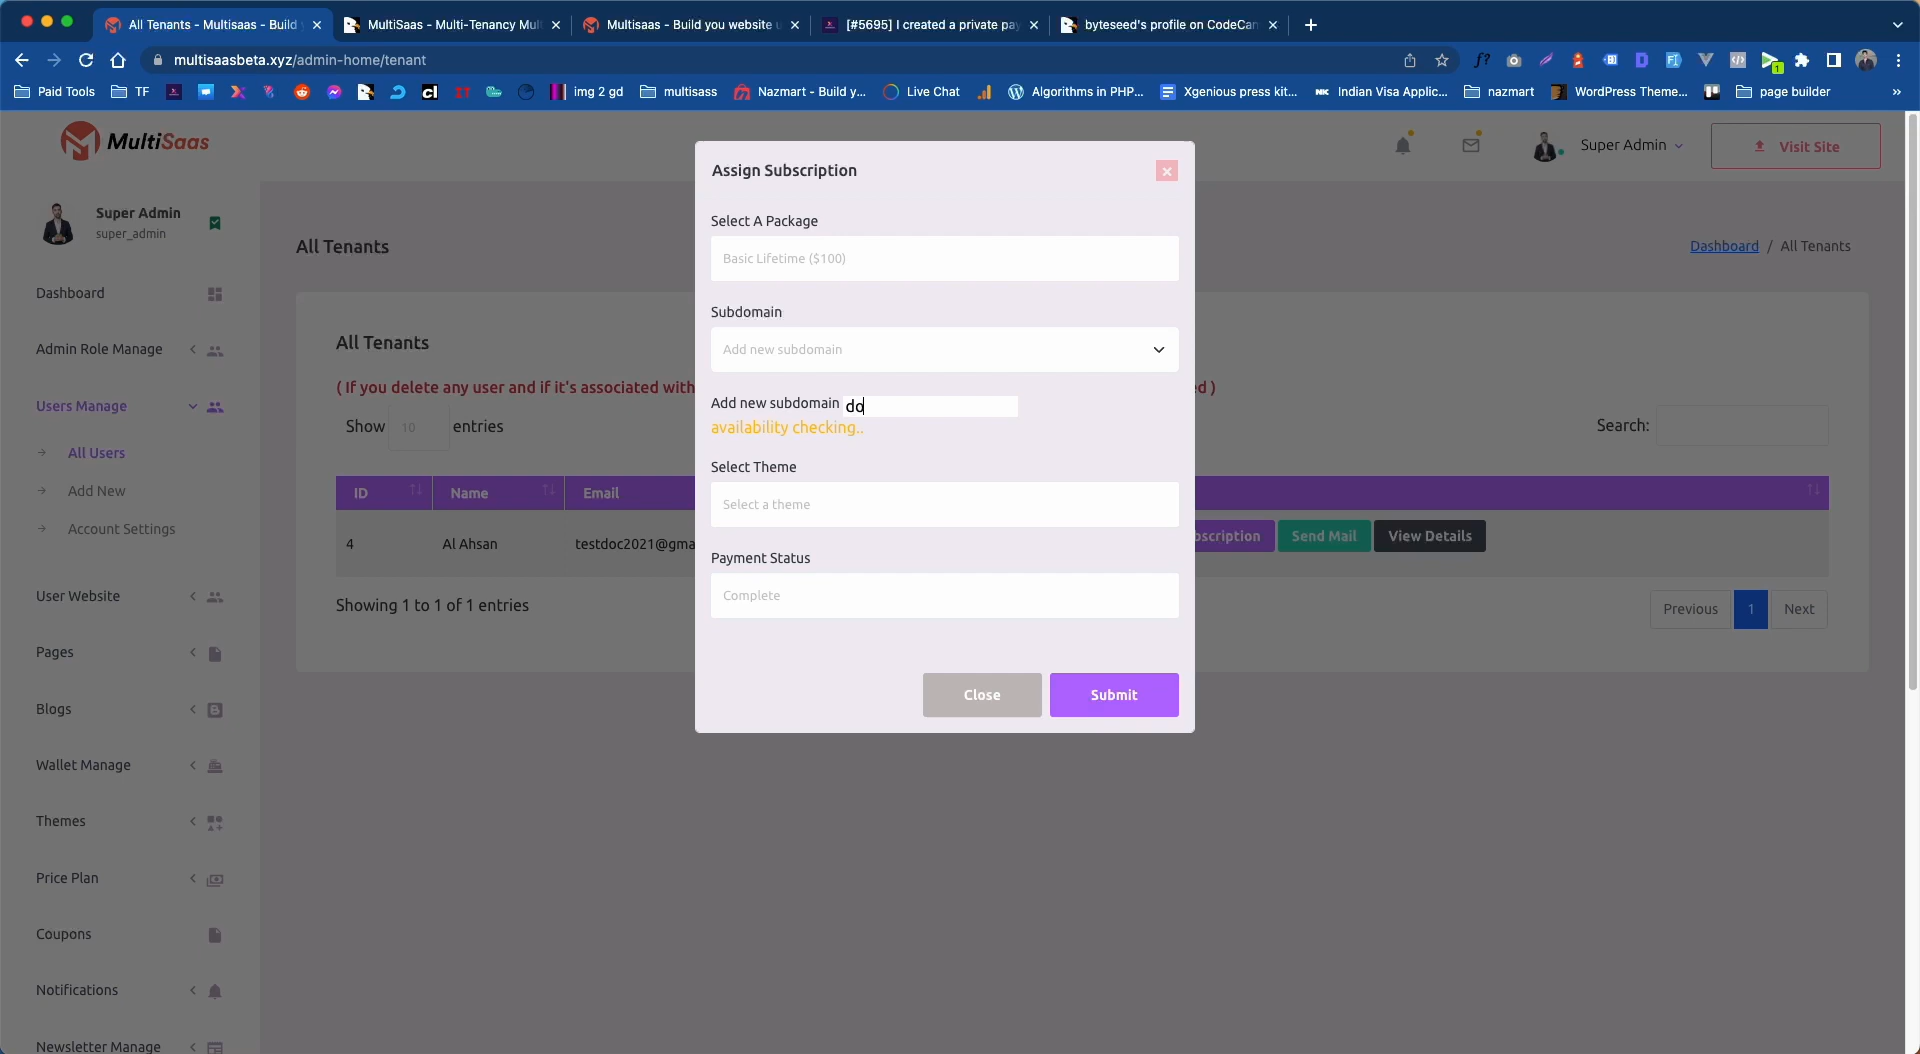 All Tenants - Multisaas - Build
MultiSaas - Multi-Tenancy Mul
Multisaas - Build you website u
[#5695] I created a private pay
byteseed's profile on CodeCan
multisaasbeta.xyz/admin-home/tenant
Paid Tools
TF
img 2 gd
multisass
Nazmart - Build y...
Live Chat
Algorithms in PHP...
Xgenious press kit...
Indian Visa Applic...
nazmart
WordPress Theme...
page builder
MultiSaas
Super Admin
Visit Site
Super Admin
super_admin
Dashboard
Admin Role Manage
Users Manage
All Users
Add New
Account Settings
User Website
Pages
Blogs
Wallet Manage
Themes
Price Plan
Coupons
Notifications
Newsletter Manage
All Tenants
Dashboard / All Tenants
All Tenants
( If you delete any user and if it's associated with
ed )
Show 10 entries
Search:
ID
Name
Email
4
Al Ahsan
testdoc2021@gma
bscription
Send Mail
View Details
Showing 1 to 1 of 1 entries
Previous
1
Next
Assign Subscription
Select A Package
Basic Lifetime ($100)
Subdomain
Add new subdomain
Add new subdomain do
availability checking..
Select Theme
Select a theme
Payment Status
Complete
Close
Submit